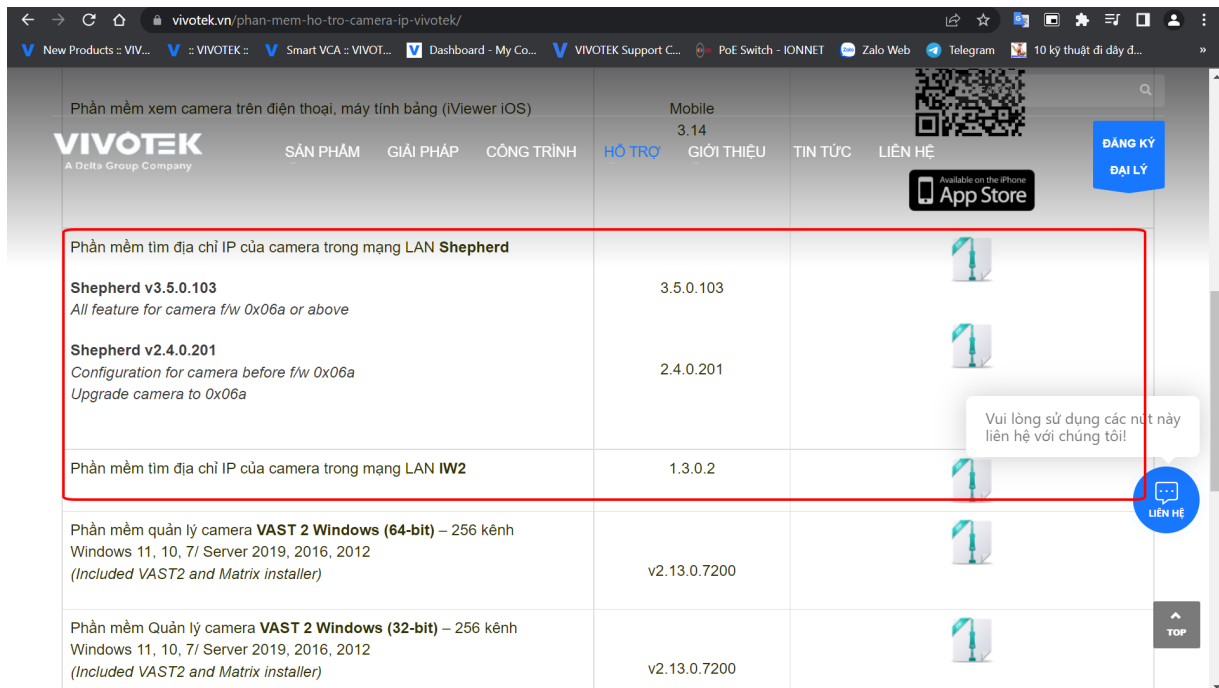 vivotek.vn/phan-mem-ho-tro-camera-ip-vivotek/
New Products :: VIV...
:: VIVOTEK ::
Smart VCA :: VIVOT...
Dashboard - My Co...
VIVOTEK Support C...
PoE Switch - IONNET
Zalo Web
Telegram
10 kỹ thuật đi dây đ...
»
Phần mềm xem camera trên điện thoại, máy tính bảng (iViewer iOS)
Mobile
3.14
VIVOTEK
A Delta Group Company
SẢN PHẨM
GIẢI PHÁP
CÔNG TRÌNH
HỖ TRỢ
GIỚI THIỆU
TIN TỨC
LIÊN HỆ
ĐĂNG KÝ
ĐẠI LÝ
Available on the iPhone
App Store
Phần mềm tìm địa chỉ IP của camera trong mạng LAN Shepherd
Shepherd v3.5.0.103
3.5.0.103
All feature for camera f/w 0x06a or above
Shepherd v2.4.0.201
2.4.0.201
Configuration for camera before f/w 0x06a
Upgrade camera to 0x06a
Vui lòng sử dụng các nút này
liên hệ với chúng tôi!
Phần mềm tìm địa chỉ IP của camera trong mạng LAN IW2
1.3.0.2
LIÊN HỆ
Phần mềm quản lý camera VAST 2 Windows (64-bit) – 256 kênh
Windows 11, 10, 7/ Server 2019, 2016, 2012
(Included VAST2 and Matrix installer)
v2.13.0.7200
TOP
Phần mềm Quản lý camera VAST 2 Windows (32-bit) – 256 kênh
Windows 11, 10, 7/ Server 2019, 2016, 2012
(Included VAST2 and Matrix installer)
v2.13.0.7200